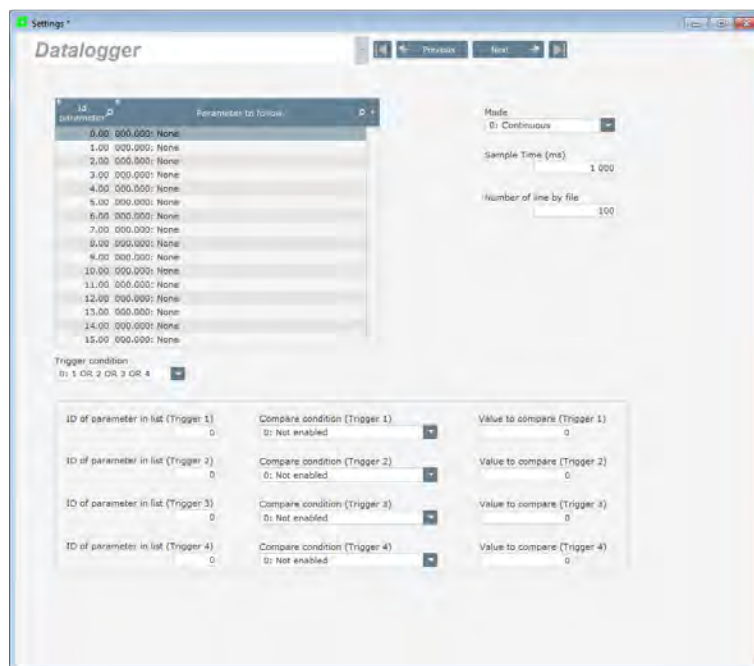 Settings *
Datalogger
Previous Next
Id parameter Parameter to follow
0.00 000.000: None
1.00 000.000: None
2.00 000.000: None
3.00 000.000: None
4.00 000.000: None
5.00 000.000: None
6.00 000.000: None
7.00 000.000: None
8.00 000.000: None
9.00 000.000: None
10.00 000.000: None
11.00 000.000: None
12.00 000.000: None
13.00 000.000: None
14.00 000.000: None
15.00 000.000: None
Mode
0: Continuous
Sample Time (ms)
1 000
Number of line by file
100
Trigger condition
0: 1 OR 2 OR 3 OR 4
ID of parameter in list (Trigger 1) Compare condition (Trigger 1) Value to compare (Trigger 1)
0 0: Not enabled 0
ID of parameter in list (Trigger 2) Compare condition (Trigger 2) Value to compare (Trigger 2)
0 0: Not enabled 0
ID of parameter in list (Trigger 3) Compare condition (Trigger 3) Value to compare (Trigger 3)
0 0: Not enabled 0
ID of parameter in list (Trigger 4) Compare condition (Trigger 4) Value to compare (Trigger 4)
0 0: Not enabled 0